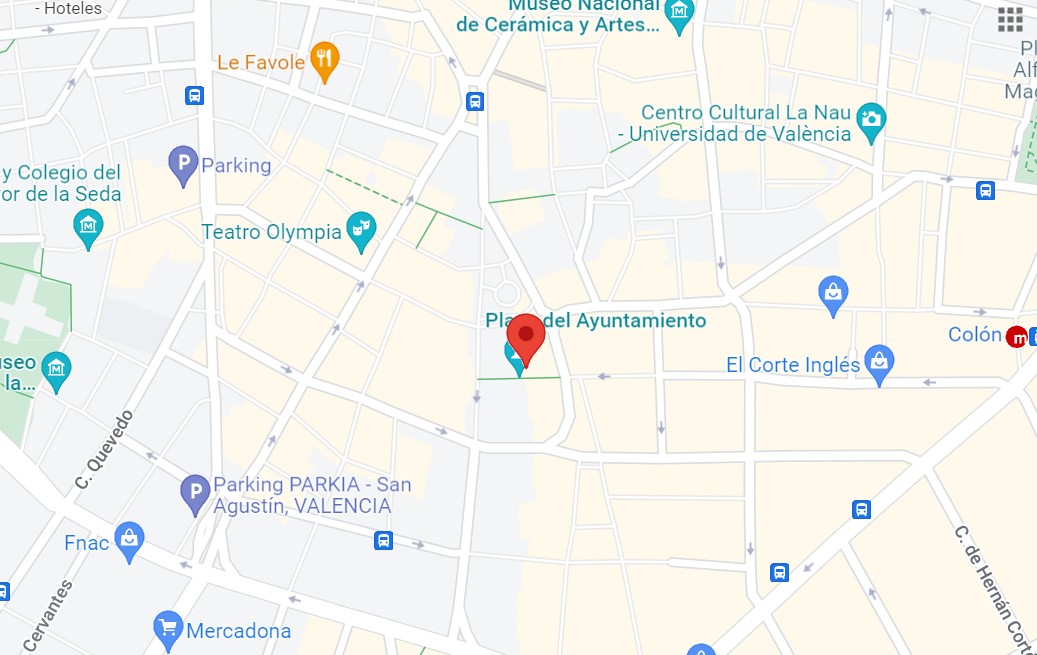 - Hoteles
Museo Nacional
de Cerámica y Artes...
Le Favole
Centro Cultural La Nau
- Universidad de València
Pl
Alf
Mag
P
Parking
y Colegio del
or de la Seda
Teatro Olympia
Plaza del Ayuntamiento
Colón
m
useo
la...
El Corte Inglés
C. Quevedo
P
Parking PARKIA - San
Agustín, VALENCIA
Fnac
C. de Hernán Corté
Cervantes
Mercadona